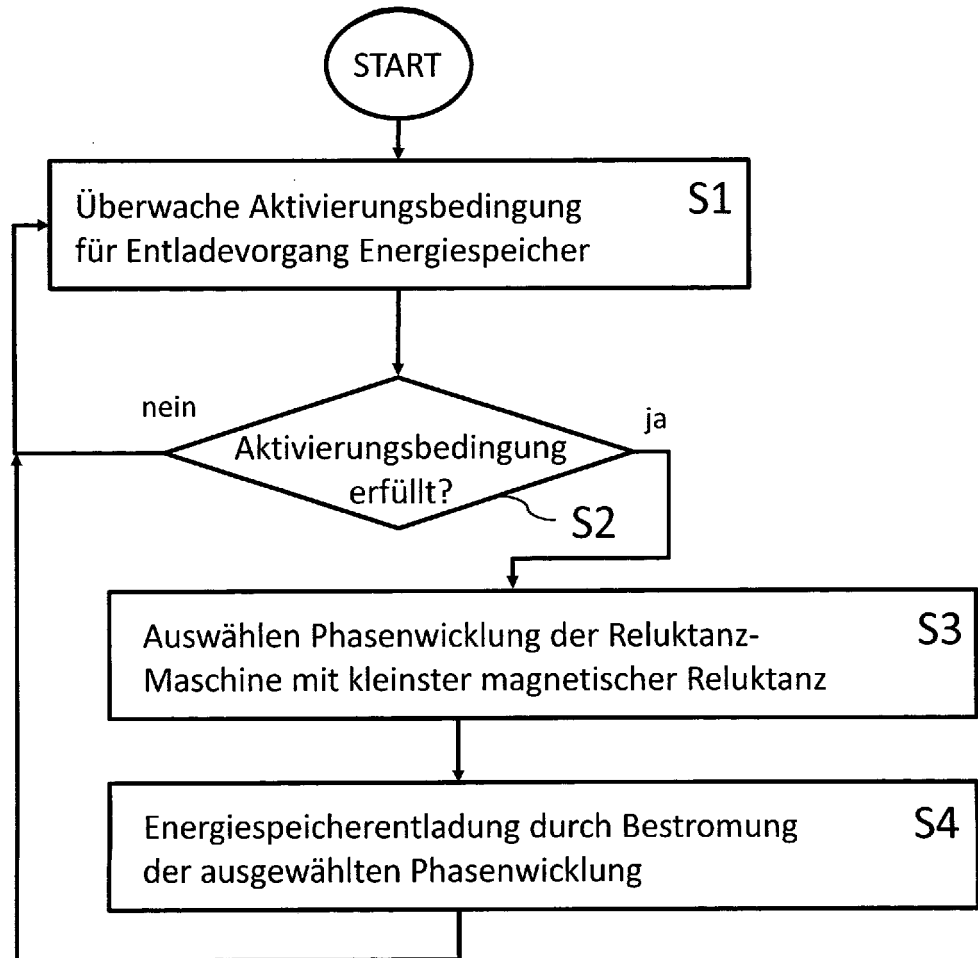 START
Überwache Aktivierungsbedingung
für Entladevorgang Energiespeicher
S1
nein
ja
Aktivierungsbedingung
erfüllt?
S2
Auswählen Phasenwicklung der Reluktanz-
Maschine mit kleinster magnetischer Reluktanz
S3
Energiespeicherentladung durch Bestromung
der ausgewählten Phasenwicklung
S4